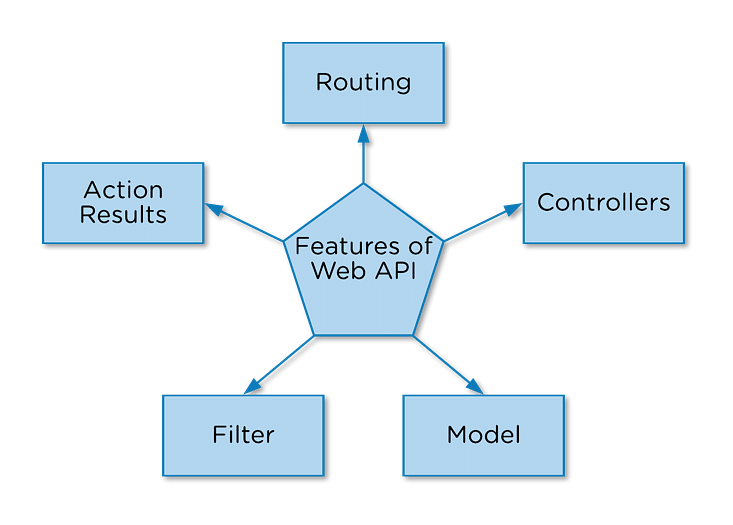 Routing
Action
Results
Controllers
Features of
Web API
Filter
Model